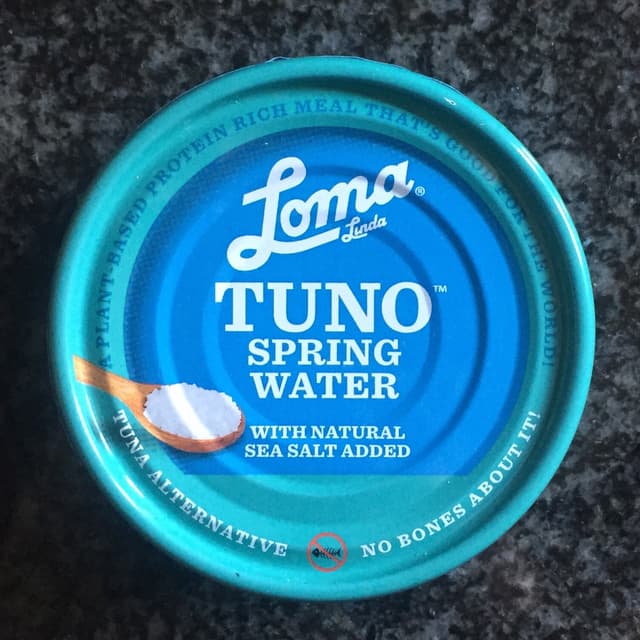 A PLANT-BASED PROTEIN RICH MEAL THAT'S GOOD FOR THE WORLD!
Loma®
Linda
TUNO™
SPRING
WATER
WITH NATURAL
SEA SALT ADDED
TUNA ALTERNATIVE
NO BONES ABOUT IT!